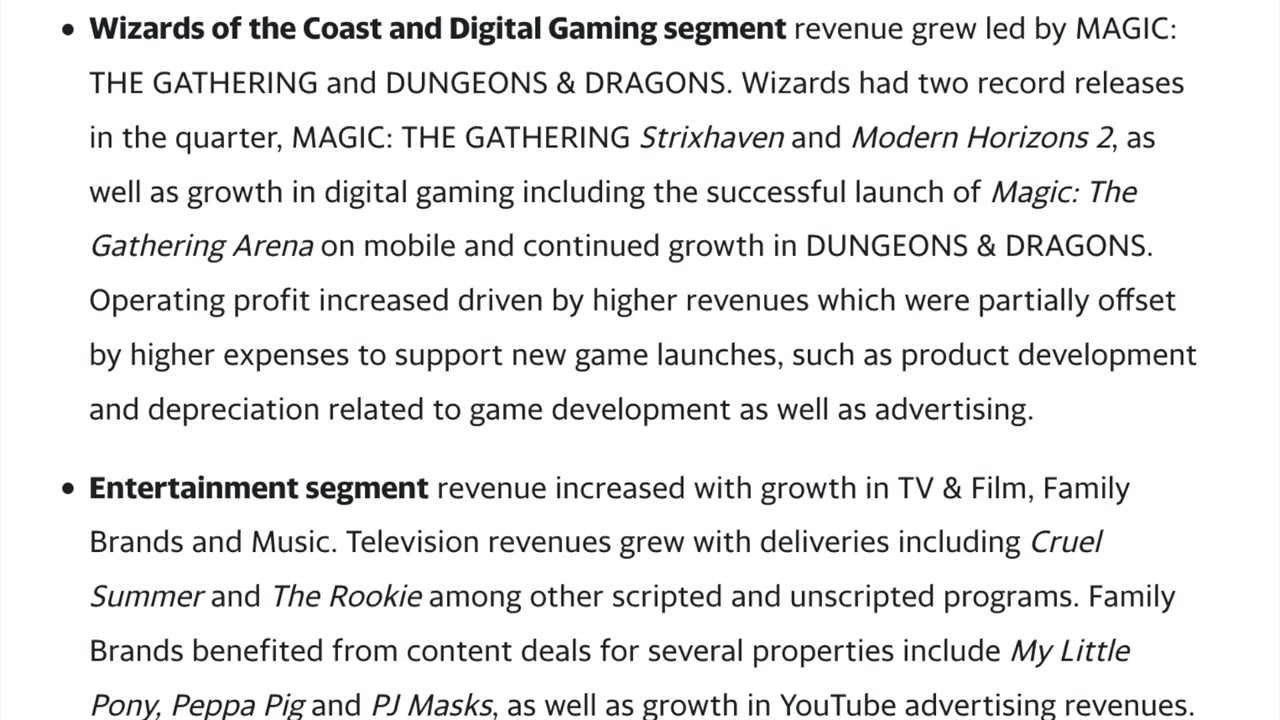 • Wizards of the Coast and Digital Gaming segment revenue grew led by MAGIC:
THE GATHERING and DUNGEONS & DRAGONS. Wizards had two record releases
in the quarter, MAGIC: THE GATHERING Strixhaven and Modern Horizons 2, as
well as growth in digital gaming including the successful launch of Magic: The
Gathering Arena on mobile and continued growth in DUNGEONS & DRAGONS.
Operating profit increased driven by higher revenues which were partially offset
by higher expenses to support new game launches, such as product development
and depreciation related to game development as well as advertising.
• Entertainment segment revenue increased with growth in TV & Film, Family
Brands and Music. Television revenues grew with deliveries including Cruel
Summer and The Rookie among other scripted and unscripted programs. Family
Brands benefited from content deals for several properties include My Little
Pony, Peppa Pig and PJ Masks, as well as growth in YouTube advertising revenues.